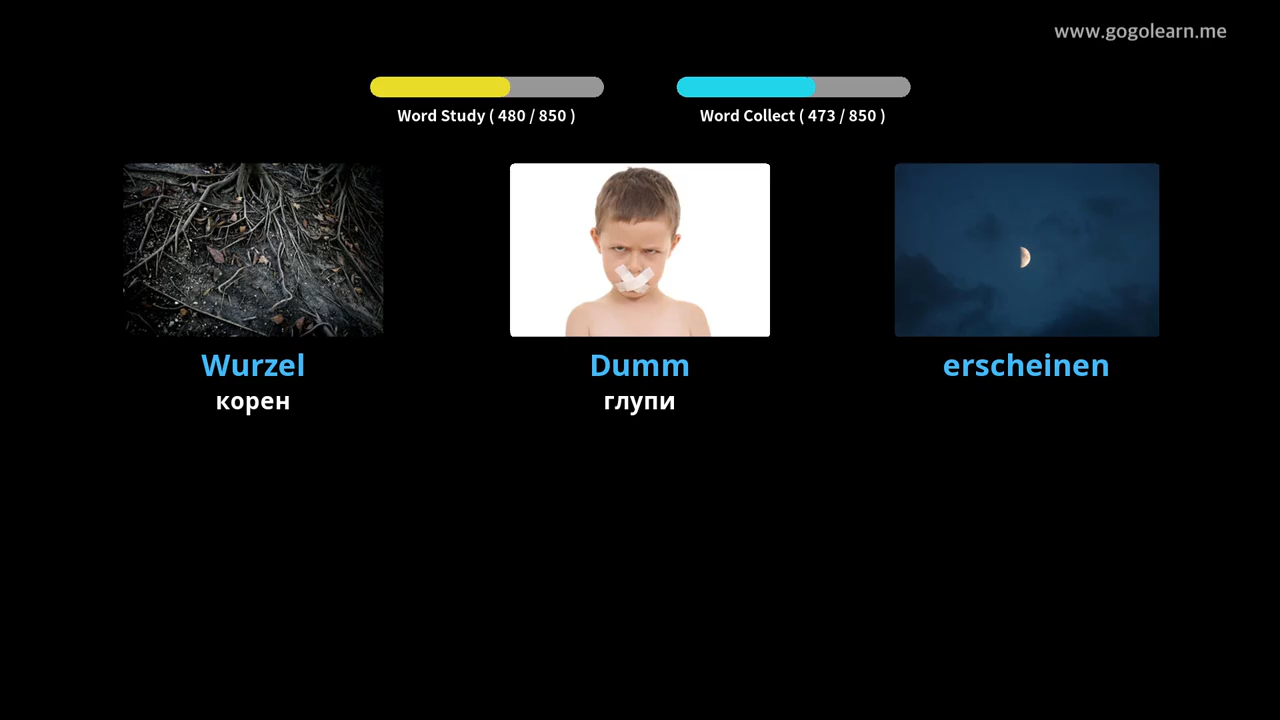 www.gogolearn.me
Word Study ( 480 / 850 )
Word Collect ( 473 / 850 )
Wurzel
корен
Dumm
глупи
erscheinen